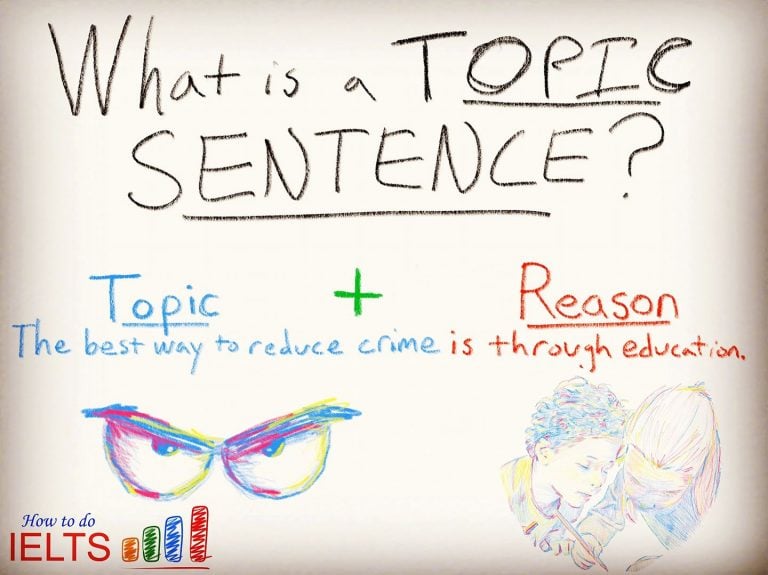 What is a TOPIC
SENTENCE?
Topic + Reason
The best way to reduce crime is through education.
How to do
IELTS